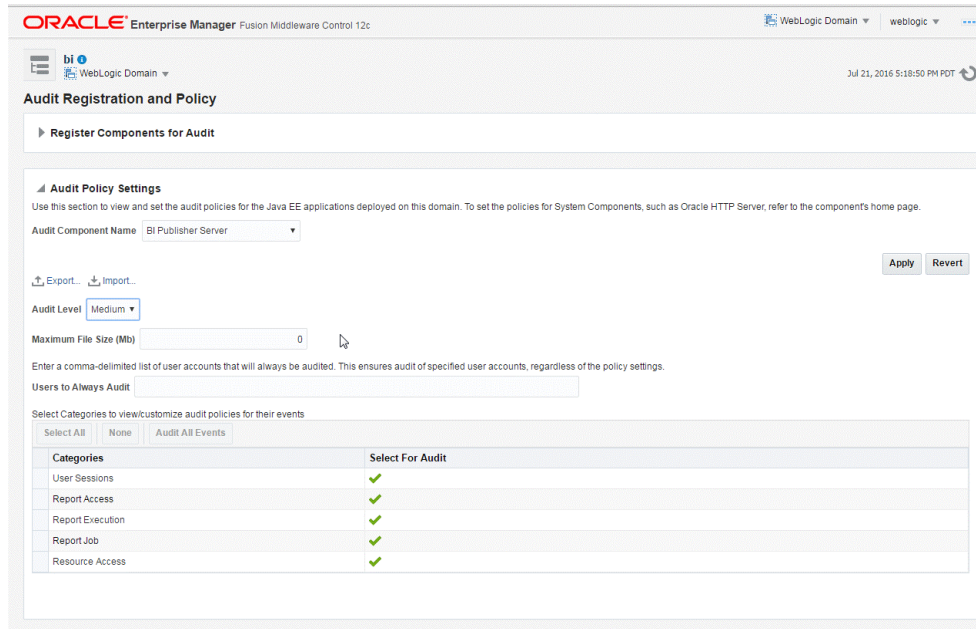 ORACLE® Enterprise Manager Fusion Middleware Control 12c
WebLogic Domain weblogic
bi
WebLogic Domain
Jul 21, 2016 5:18:50 PM PDT
Audit Registration and Policy
Register Components for Audit
Audit Policy Settings
Use this section to view and set the audit policies for the Java EE applications deployed on this domain. To set the policies for System Components, such as Oracle HTTP Server, refer to the component's home page.
Audit Component Name BI Publisher Server
Apply Revert
Export... Import...
Audit Level Medium
Maximum File Size (Mb) 0
Enter a comma-delimited list of user accounts that will always be audited. This ensures audit of specified user accounts, regardless of the policy settings.
Users to Always Audit
Select Categories to view/customize audit policies for their events
Select All None Audit All Events
Categories Select For Audit
User Sessions
Report Access
Report Execution
Report Job
Resource Access